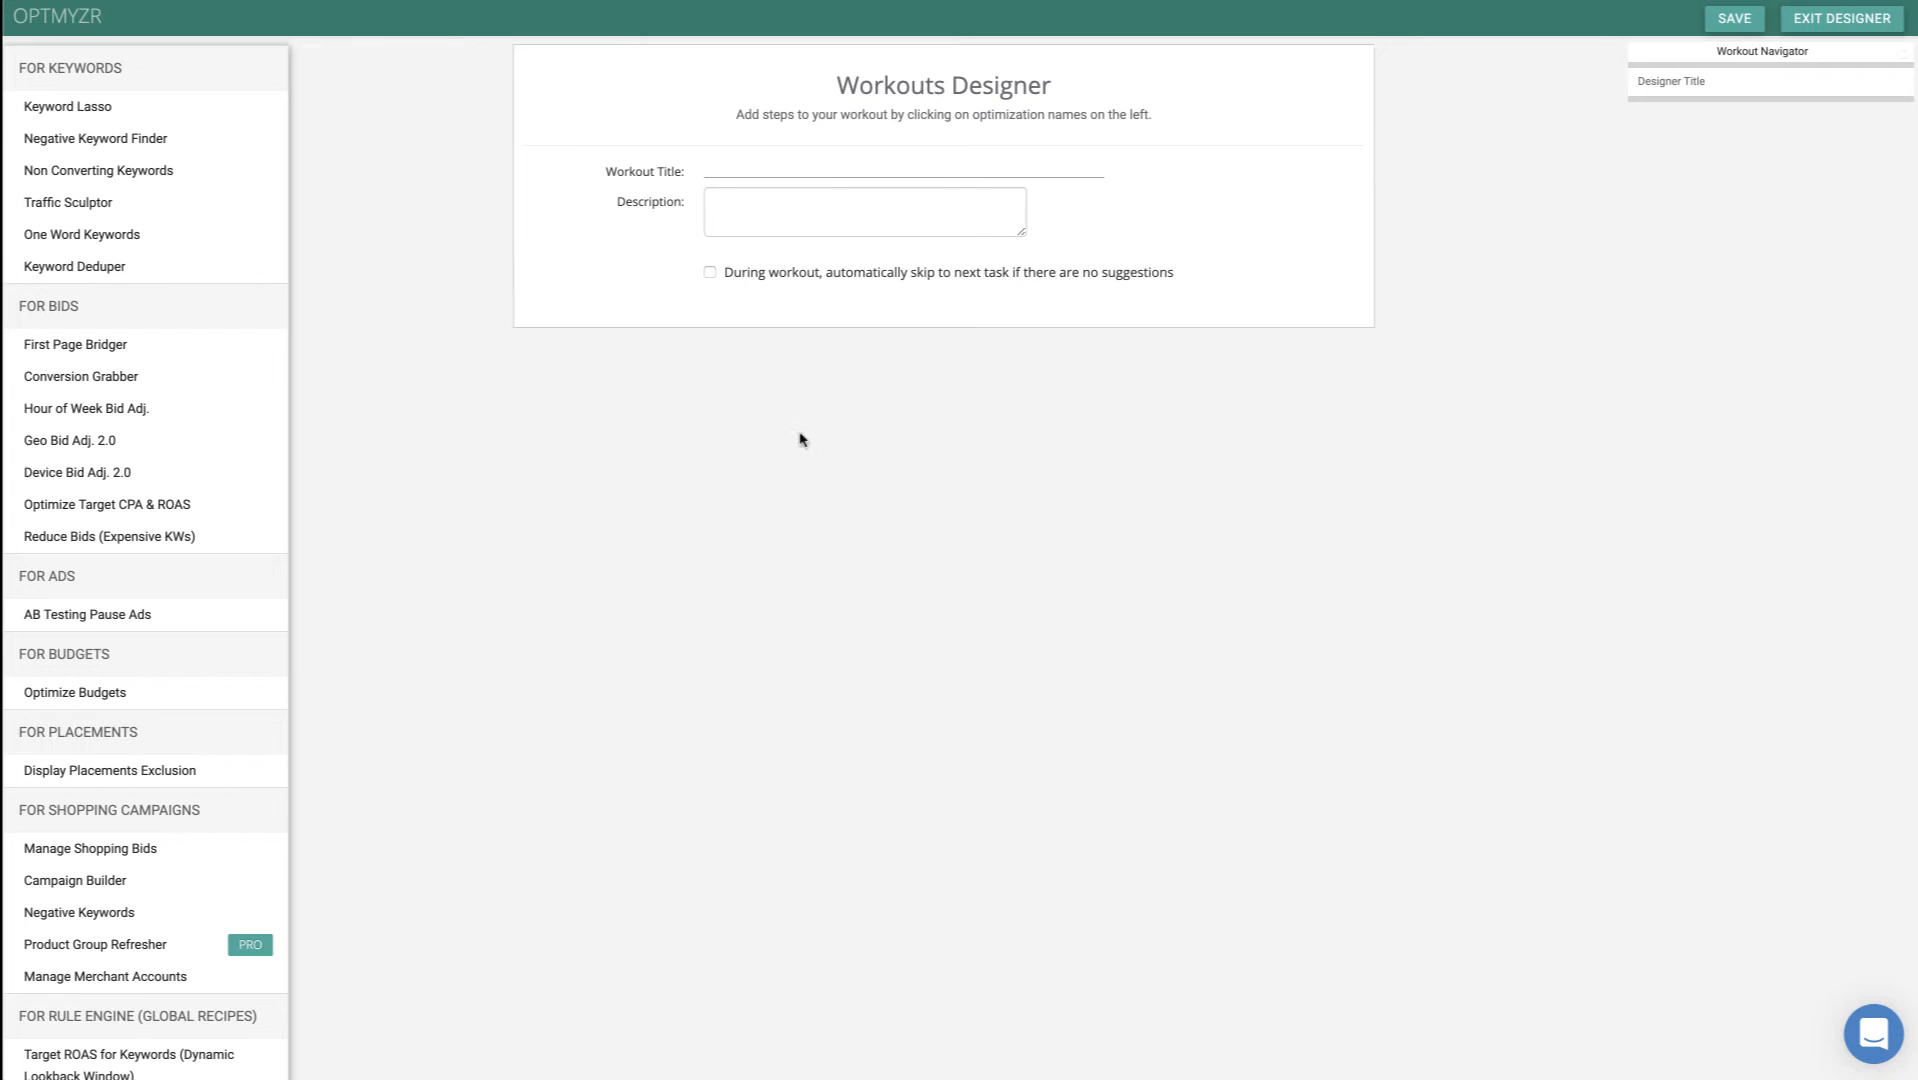 OPTMYZR
SAVE
EXIT DESIGNER
FOR KEYWORDS
Keyword Lasso
Negative Keyword Finder
Non Converting Keywords
Traffic Sculptor
One Word Keywords
Keyword Deduper
FOR BIDS
First Page Bridger
Conversion Grabber
Hour of Week Bid Adj.
Geo Bid Adj. 2.0
Device Bid Adj. 2.0
Optimize Target CPA & ROAS
Reduce Bids (Expensive KWs)
FOR ADS
AB Testing Pause Ads
FOR BUDGETS
Optimize Budgets
FOR PLACEMENTS
Display Placements Exclusion
FOR SHOPPING CAMPAIGNS
Manage Shopping Bids
Campaign Builder
Negative Keywords
Product Group Refresher PRO
Manage Merchant Accounts
FOR RULE ENGINE (GLOBAL RECIPES)
Target ROAS for Keywords (Dynamic
Lookback Window)
Workouts Designer
Add steps to your workout by clicking on optimization names on the left.
Workout Title:
Description:
During workout, automatically skip to next task if there are no suggestions
Workout Navigator
Designer Title